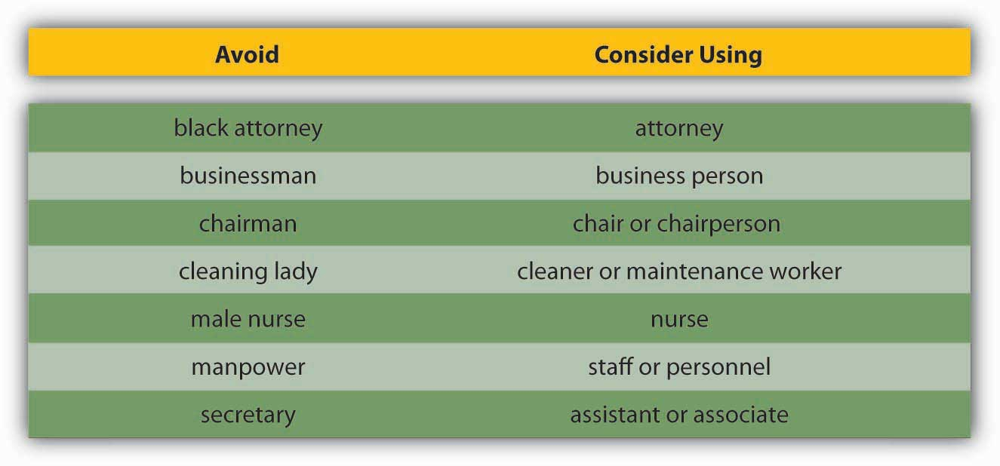 Avoid Consider Using
black attorney attorney
businessman business person
chairman chair or chairperson
cleaning lady cleaner or maintenance worker
male nurse nurse
manpower staff or personnel
secretary assistant or associate